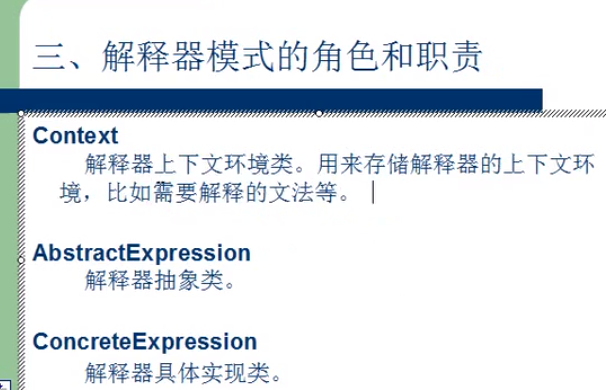 三、解释器模式的角色和职责
Context
解释器上下文环境类。用来存储解释器的上下文环
境，比如需要解释的文法等。
AbstractExpression
解释器抽象类。
ConcreteExpression
解释器具体实现类。